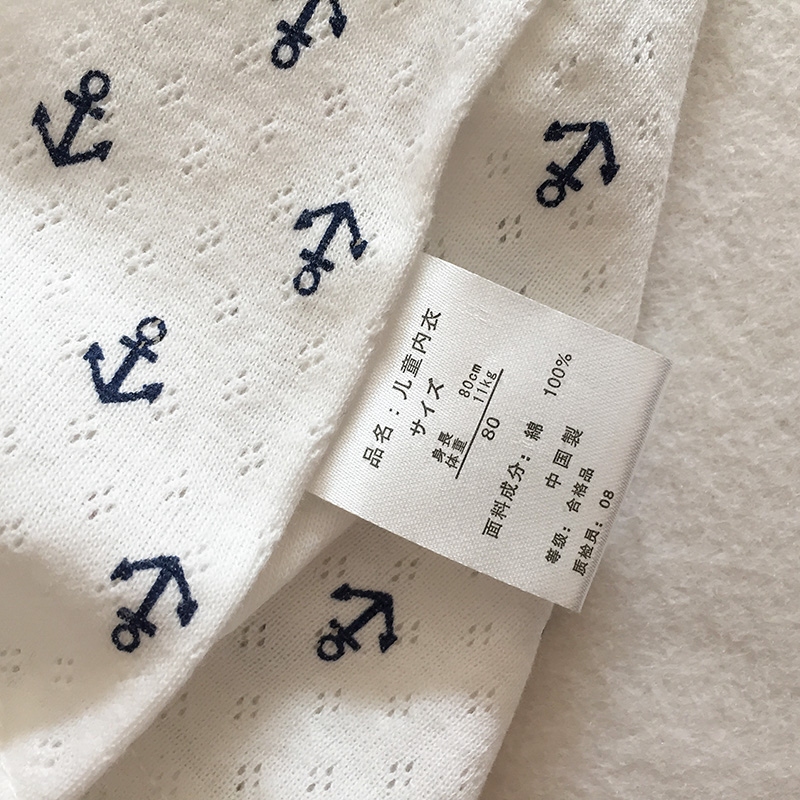 品名：儿童内衣
サイズ
身長 80cm
体重 11kg
80
面料成分：綿 100%
中国製
等级：合格品
质检员：08